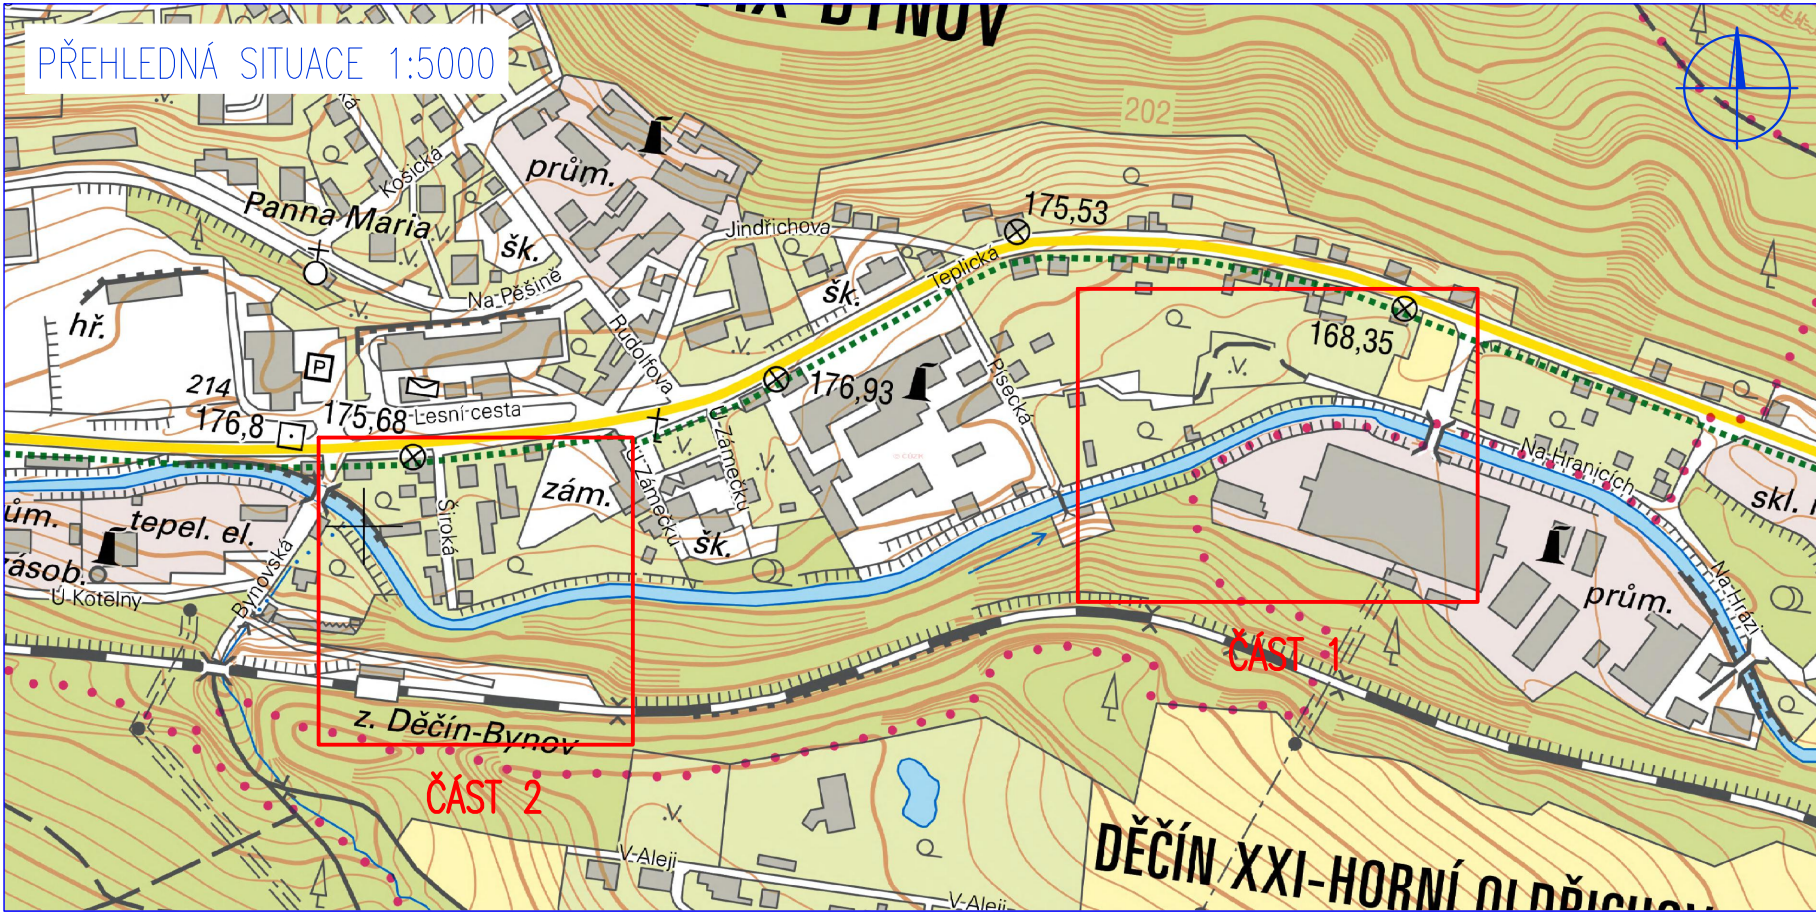 BYNOV
PŘEHLEDNÁ SITUACE 1:5000
202
Košická
prům.
Panna Maria
175,53
Jindřichova
šk.
Teplická
Na Pěšině
šk.
hř.
Rudolfova
168,35
.V.
P
Písecká
214
176,93
176,8
175,68
Lesní cesta
U Zámečku
Na Hranicích
zám.
U Zámečku
skl.
prům.
tepel. el.
Široká
šk.
zásob.
Bynovská
U Kotelny
Na Hrázi
prům.
ČÁST 1
z. Děčín-Bynov
ČÁST 2
V Aleji
V Aleji
DĚČÍN XXI-HORNÍ OLDŘICHOV